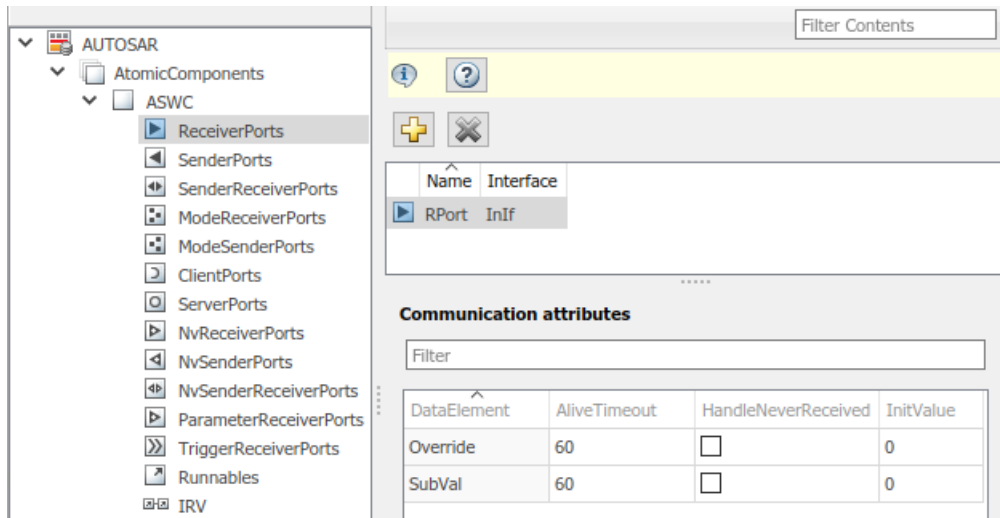 Filter Contents
AUTOSAR
AtomicComponents
ASWC
ReceiverPorts
SenderPorts
SenderReceiverPorts
ModeReceiverPorts
ModeSenderPorts
ClientPorts
ServerPorts
NvReceiverPorts
NvSenderPorts
NvSenderReceiverPorts
ParameterReceiverPorts
TriggerReceiverPorts
Runnables
IRV
Name Interface
RPort InIf
Communication attributes
Filter
DataElement AliveTimeout HandleNeverReceived InitValue
Override 60 0
SubVal 60 0